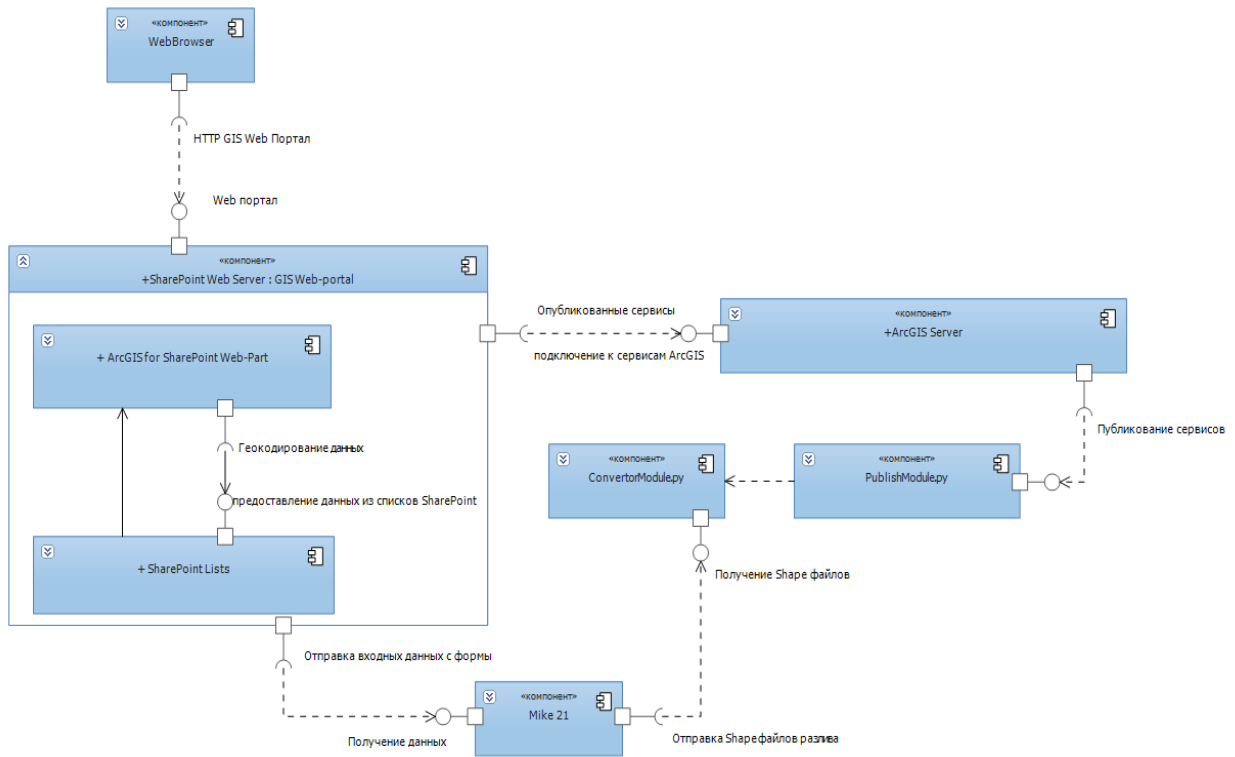 «компонент»
WebBrowser
HTTP GIS Web Портал
Web портал
«компонент»
+SharePoint Web Server : GIS Web-portal
+ ArcGIS for SharePoint Web-Part
Геокодирование данных
предоставление данных из списков SharePoint
+ SharePoint Lists
Опубликованные сервисы
подключение к сервисам ArcGIS
«компонент»
+ArcGIS Server
Публикование сервисов
«компонент»
ConvertorModule.py
«компонент»
PublishModule.py
Получение Shape файлов
Отправка входных данных с формы
«компонент»
Mike 21
Получение данных
Отправка Shapeфайлов разлива